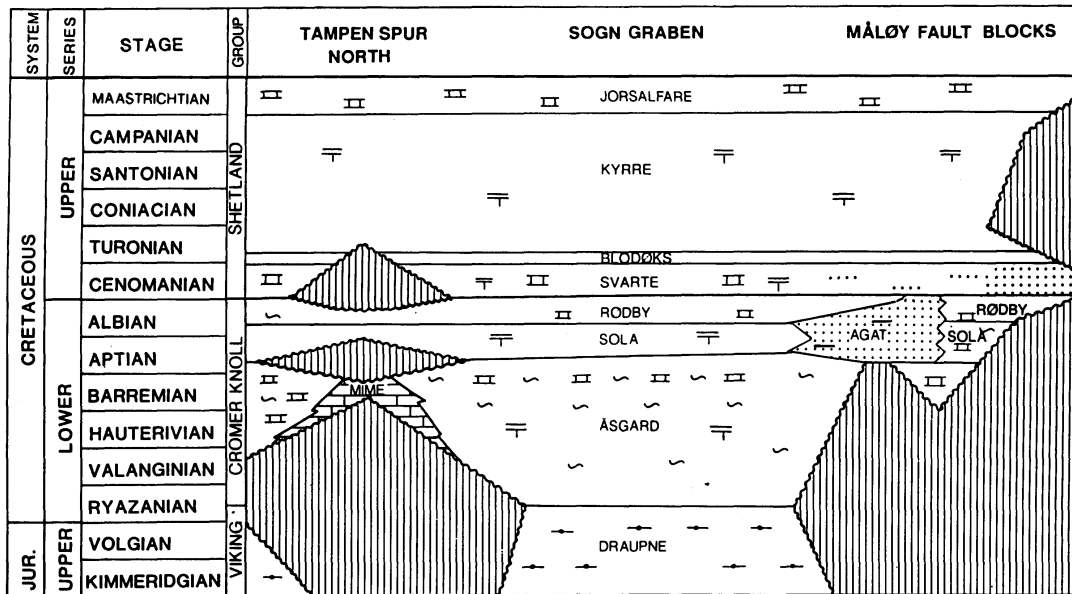 SYSTEM
SERIES
STAGE
GROUP
TAMPEN SPUR
NORTH
SOGN GRABEN
MÅLØY FAULT BLOCKS
CRETACEOUS
JUR.
UPPER
LOWER
UPPER
MAASTRICHTIAN
CAMPANIAN
SANTONIAN
CONIACIAN
TURONIAN
CENOMANIAN
ALBIAN
APTIAN
BARREMIAN
HAUTERIVIAN
VALANGINIAN
RYAZANIAN
VOLGIAN
KIMMERIDGIAN
SHETLAND
CROMER KNOLL
VIKING
JORSALFARE
KYRRE
BLODØKS
SVARTE
RODBY
RØDBY
SOLA
AGAT
SOLA
MIME
ÅSGARD
DRAUPNE